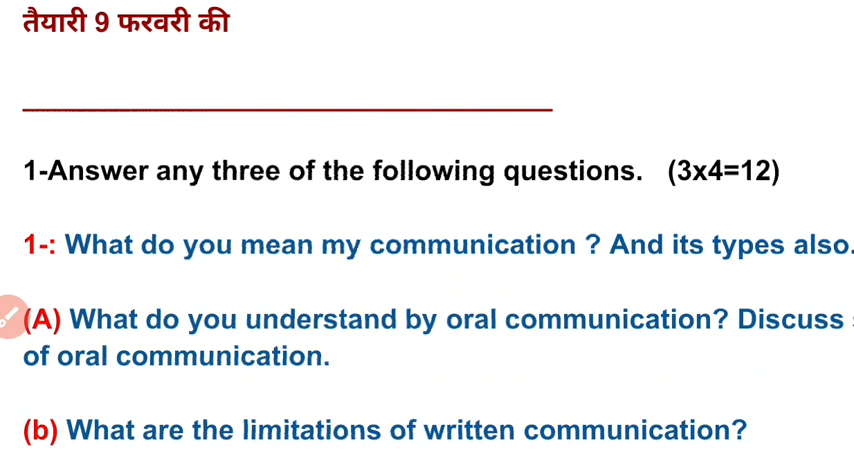 तैयारी 9 फरवरी की
1-Answer any three of the following questions. (3x4=12)
1-: What do you mean my communication ? And its types also.
(A) What do you understand by oral communication? Discuss
of oral communication.
(b) What are the limitations of written communication?